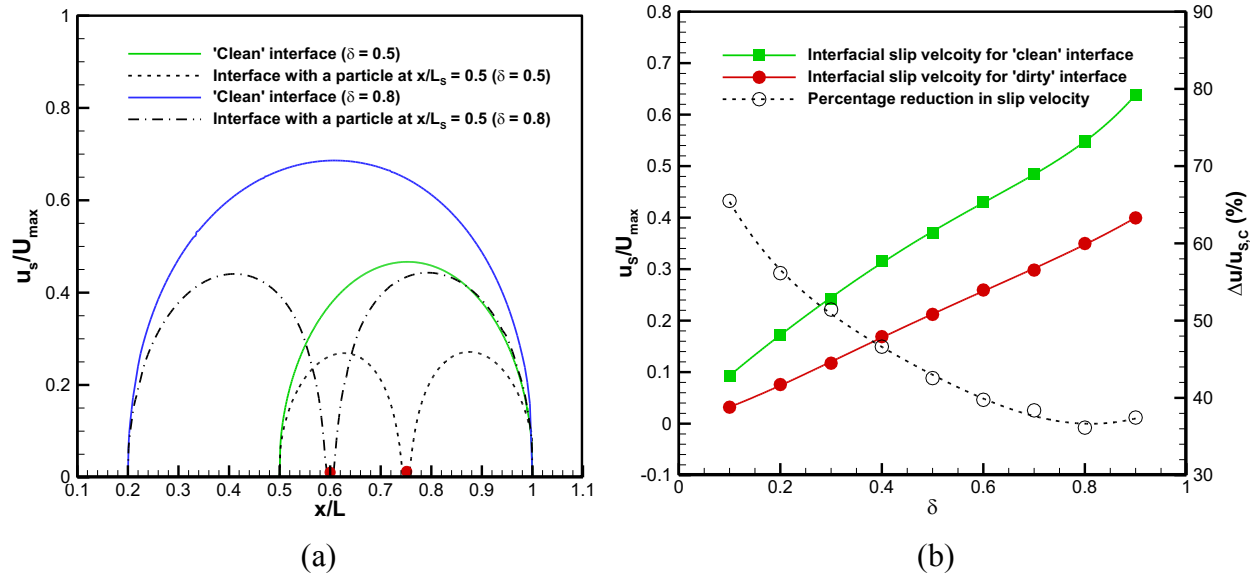 1
0.8
0.6
0.4
0.2
0
u_s/U_max
'Clean' interface (δ = 0.5)
Interface with a particle at x/L_S = 0.5 (δ = 0.5)
'Clean' interface (δ = 0.8)
Interface with a particle at x/L_S = 0.5 (δ = 0.8)
0.1 0.2 0.3 0.4 0.5 0.6 0.7 0.8 0.9 1 1.1
x/L
(a)
0.8
0.7
0.6
0.5
0.4
0.3
0.2
0.1
0
-0.1
u_s/U_max
Interfacial slip velcoity for 'clean' interface
Interfacial slip velcoity for 'dirty' interface
Percentage reduction in slip velocity
90
80
70
60
50
40
30
Δu/u_s,C (%)
0 0.2 0.4 0.6 0.8 1
δ
(b)